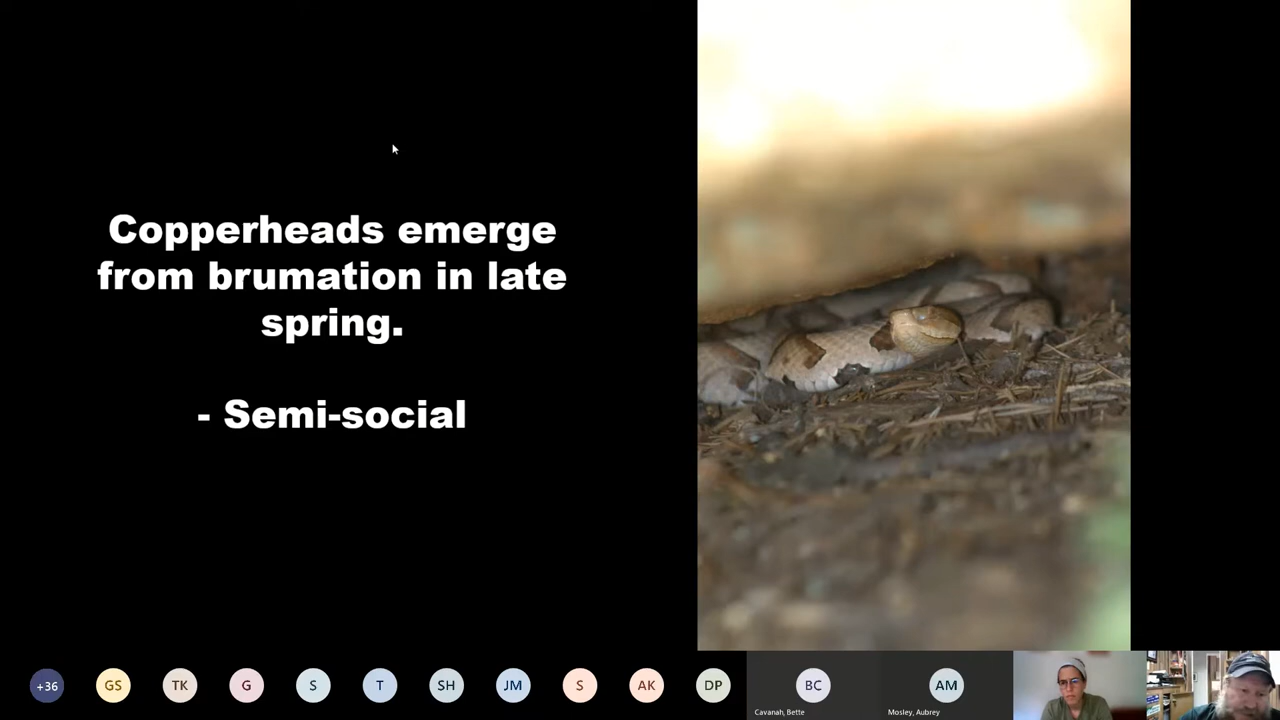 Copperheads emerge
from brumation in late
spring.
- Semi-social
+36
GS
TK
G
S
T
SH
JM
S
AK
DP
BC
AM
Cavanah, Bette
Mosley, Aubrey